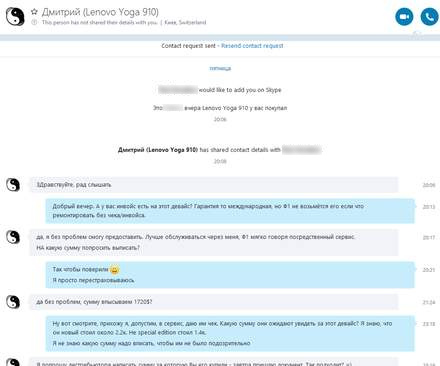 Дмитрий (Lenovo Yoga 910)
This person has not shared their details with you. | Киев, Switzerland
Contact request sent - Resend contact request
пятница
would like to add you on Skype
Это вчера Lenovo Yoga 910 у вас покупал
20:06
Дмитрий (Lenovo Yoga 910) has shared contact details with
20:08
ЗДравствуйте, рад слышать
20:09
Добрый вечер. А у вас инвойс есть на этот девайс? Гарантия то международная, но Ф1 не возьмётся его если что
ремонтировать без чека/инвойса.
20:13
да, я без проблем смогу предоставить. Лучше обслуживаться через меня, Ф1 мягко говоря посредственный сервис.
20:17
НА какую сумму попросить выписать?
Так чтобы поверили
20:21
Я просто перестраховываюсь
да без проблем, сумму вписываем 1720$?
21:24
Ну вот смотрите, прихожу я, допустим, в сервис, даю им чек. Какую сумму они ожидают увидеть за этот девайс? Я знаю, что
23:18
он новый стоил около 2.2к. Не special edition стоил 1.4к.
Я не знаю какую сумму надо вписать, чтобы им не было подозрительно